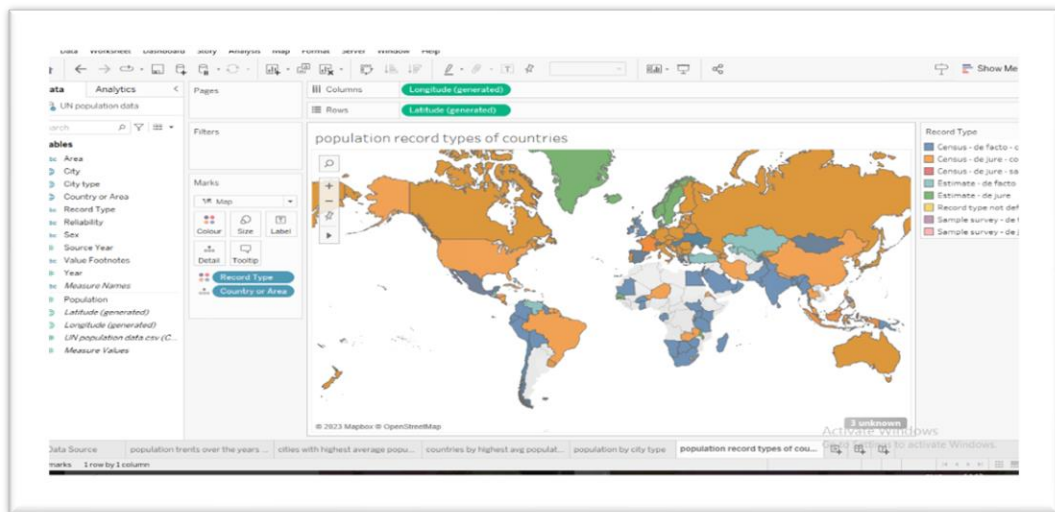 Data Worksheet Dashboard Story Analysis Map Format Server Window Help
Show Me
ata Analytics
Pages
Columns Longitude (generated)
UN population data
Rows Latitude (generated)
earch
Filters
population record types of countries
Record Type
ables
Area
City
City type
Country or Area
Record Type
Reliability
Sex
Source Year
Value Footnotes
Year
Measure Names
Population
Latitude (generated)
Longitude (generated)
UN population data csv (C...
Measure Values
Marks
Map
Colour Size Label
Detail Tooltip
Record Type
Country or Area
Census - de facto - c
Census - de jure - co
Census - de jure - sa
Estimate - de facto
Estimate - de jure
Record type not def
Sample survey - de
Sample survey - de j
© 2023 Mapbox © OpenStreetMap
3 unknown
Activate Windows
Go to Settings to activate Windows.
Data Source population trents over the years ... cities with highest average popu... countries by highest avg populat... population by city type population record types of cou...
marks 1 row by 1 column